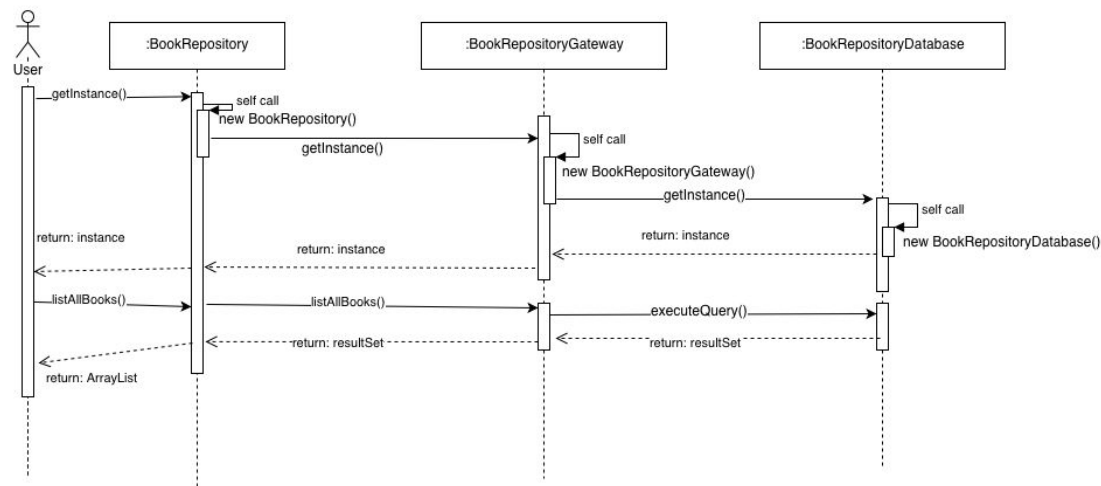 :BookRepository
:BookRepositoryGateway
:BookRepositoryDatabase
User
getInstance()
self call
new BookRepository()
getInstance()
self call
new BookRepositoryGateway()
getInstance()
self call
new BookRepositoryDatabase()
return: instance
return: instance
return: instance
listAllBooks()
listAllBooks()
executeQuery()
return: resultSet
return: resultSet
return: ArrayList